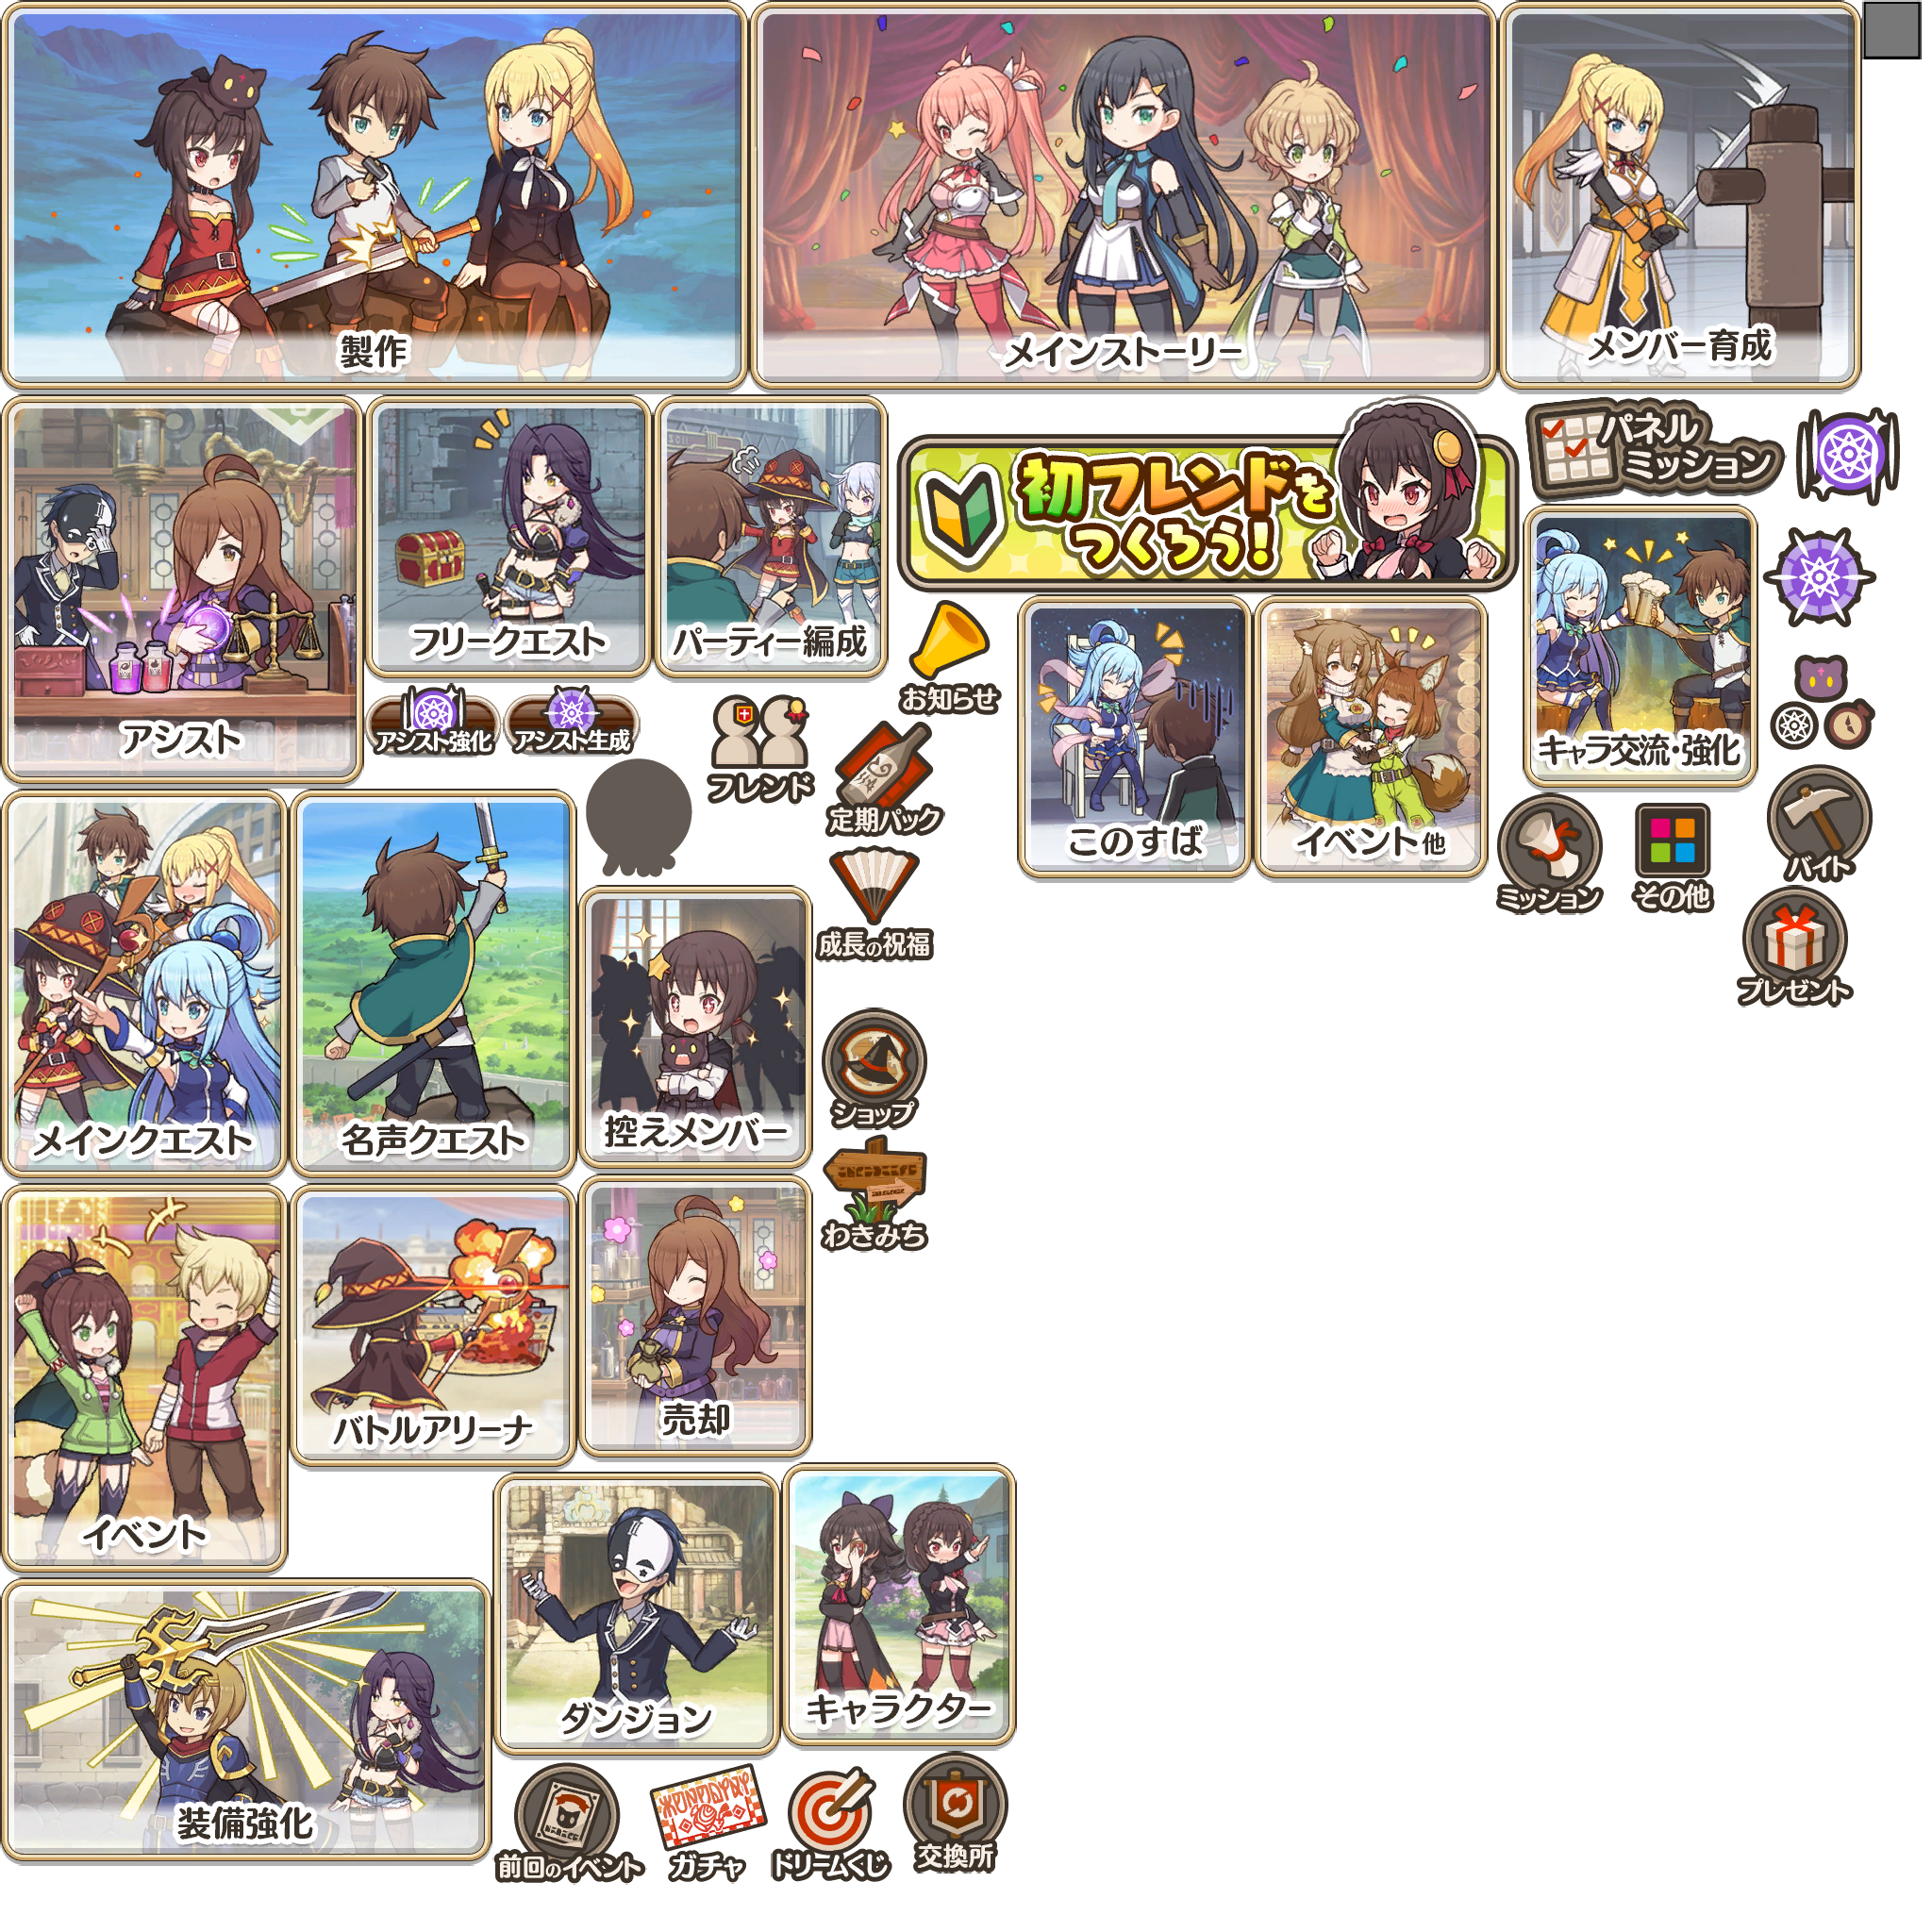 製作
メインストーリー
メンバー育成
アシスト
フリークエスト
パーティー編成
初フレンドを
つくろう!
パネル
ミッション
キャラ交流・強化
アシスト強化
アシスト生成
フレンド
お知らせ
定期パック
成長の祝福
このすば
イベント他
ミッション
その他
バイト
プレゼント
メインクエスト
名声クエスト
控えメンバー
ショップ
わきみち
イベント
バトルアリーナ
売却
装備強化
ダンジョン
キャラクター
前回のイベント
ガチャ
ドリームくじ
交換所